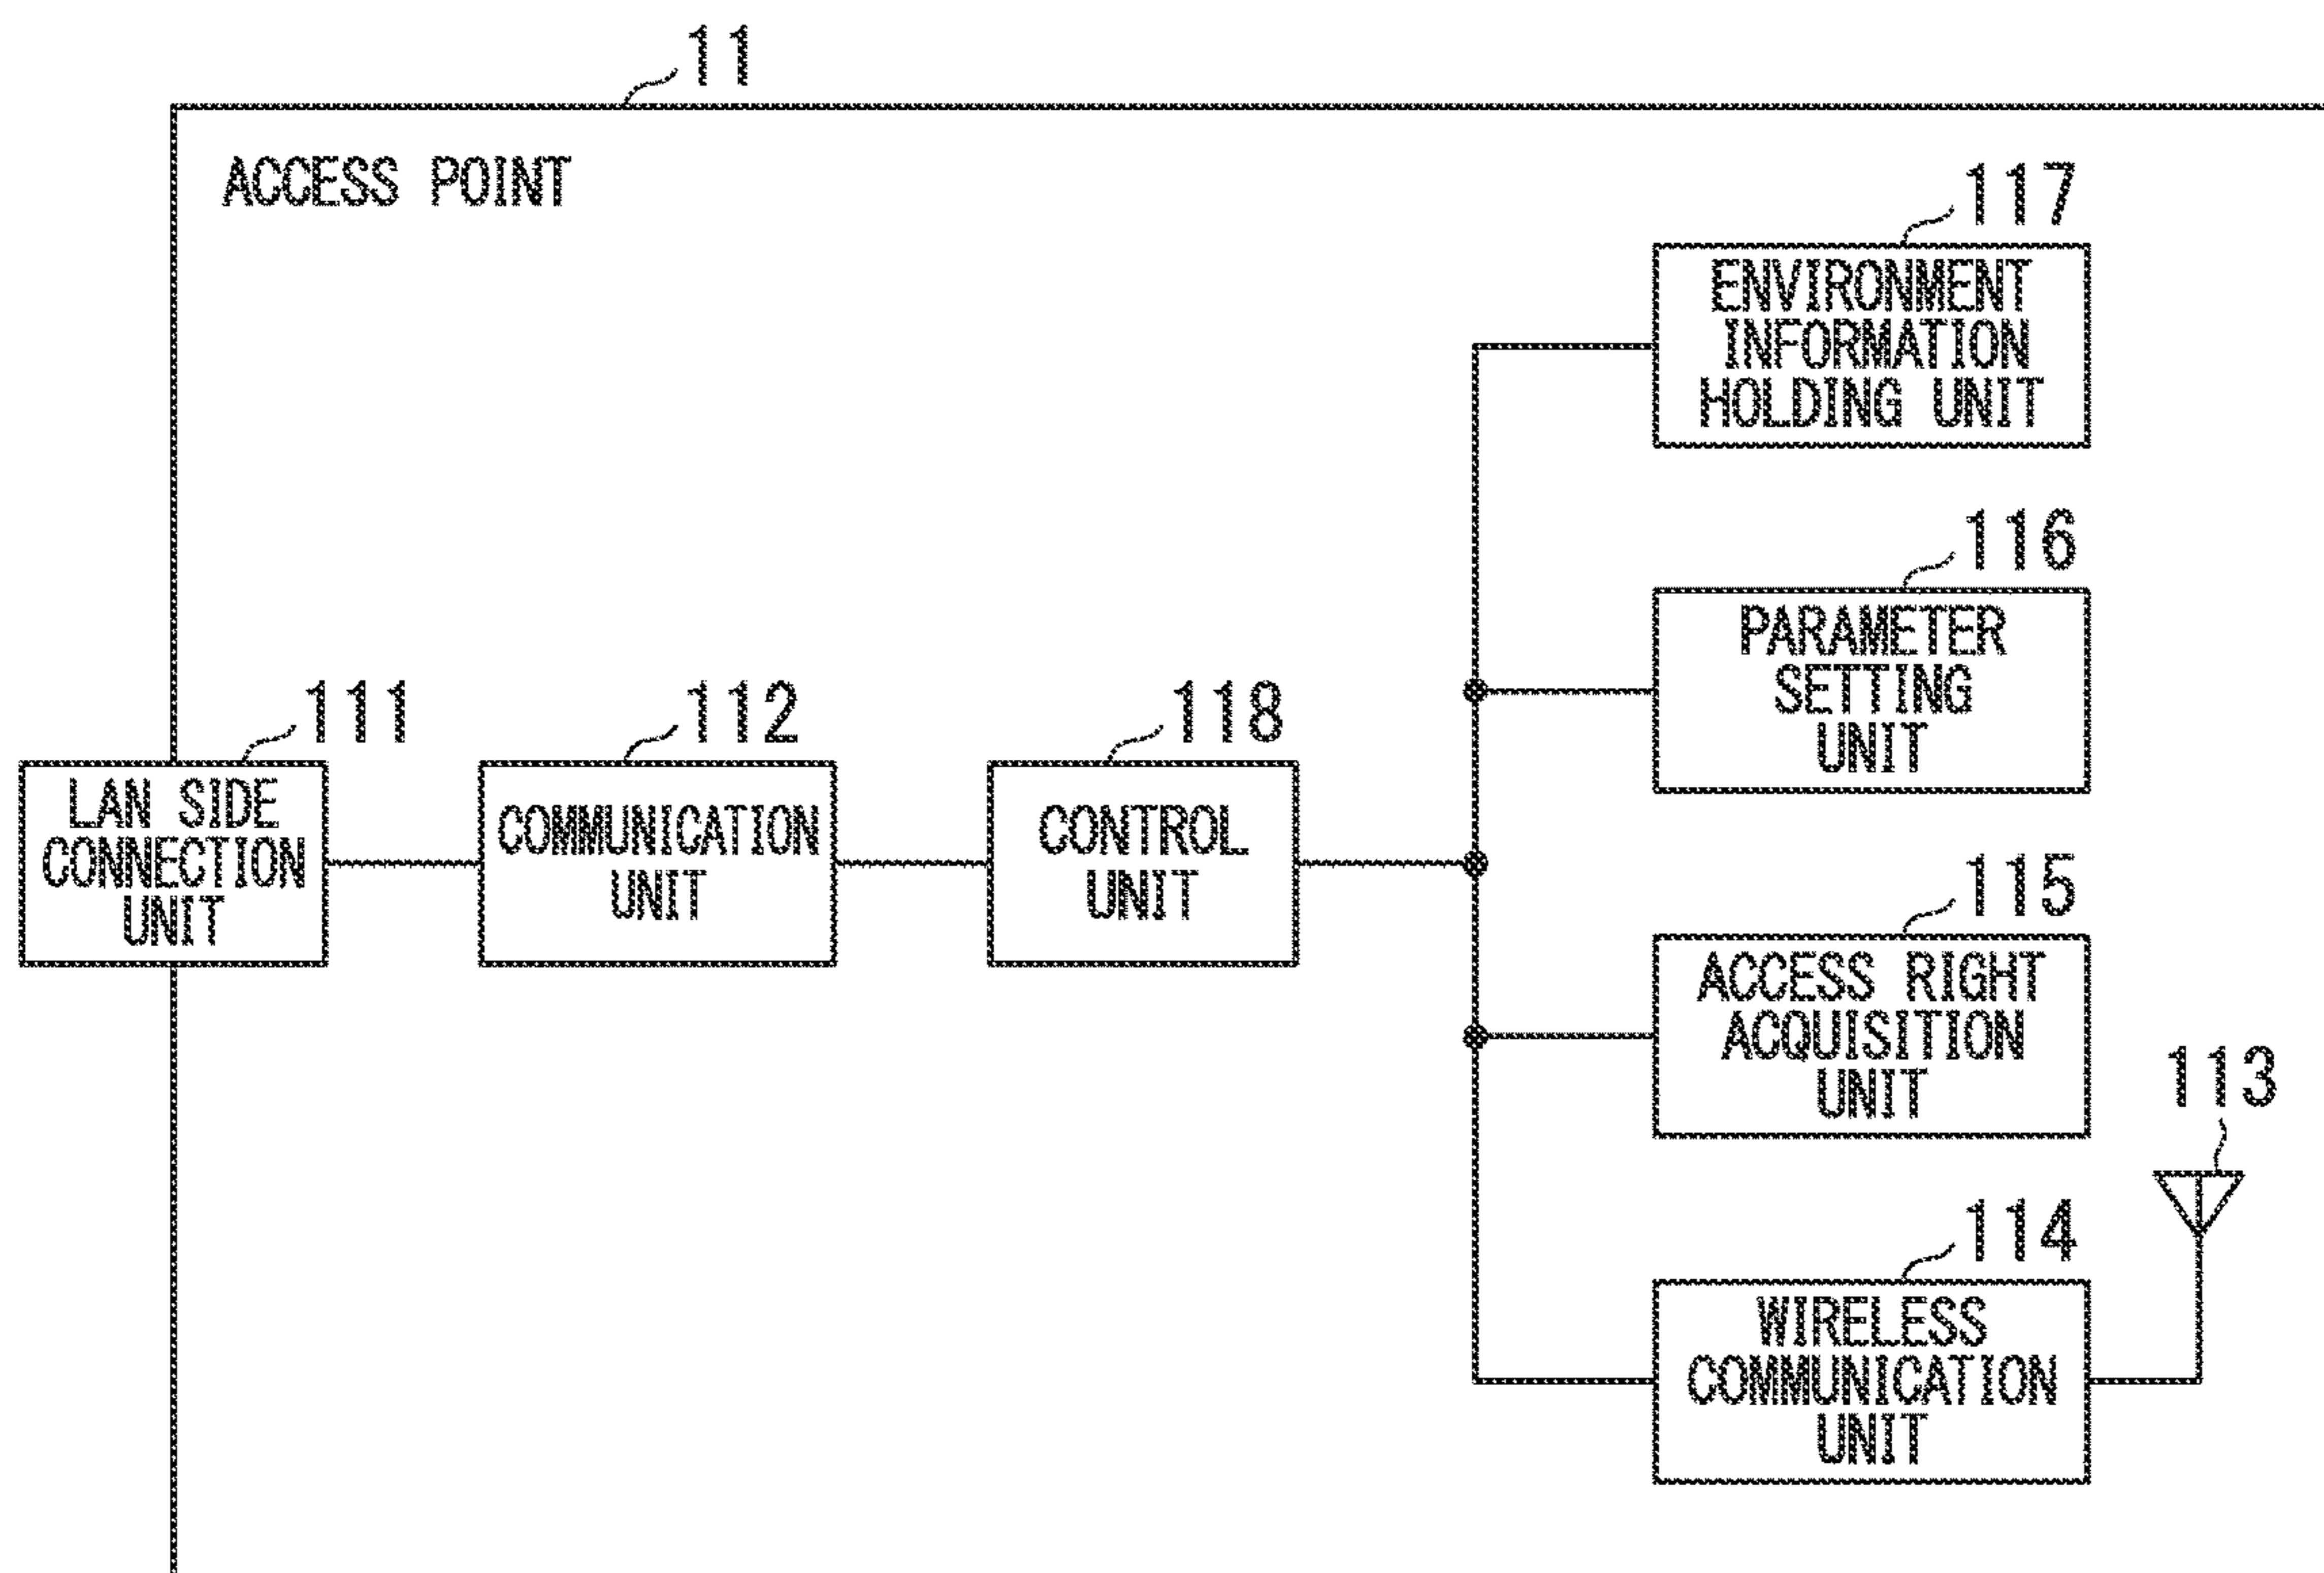 11
ACCESS POINT
117
ENVIRONMENT
INFORMATION
HOLDING UNIT
116
PARAMETER
SETTING
UNIT
111
LAN SIDE
CONNECTION
UNIT
112
COMMUNICATION
UNIT
118
CONTROL
UNIT
115
ACCESS RIGHT
ACQUISITION
UNIT
113
114
WIRELESS
COMMUNICATION
UNIT